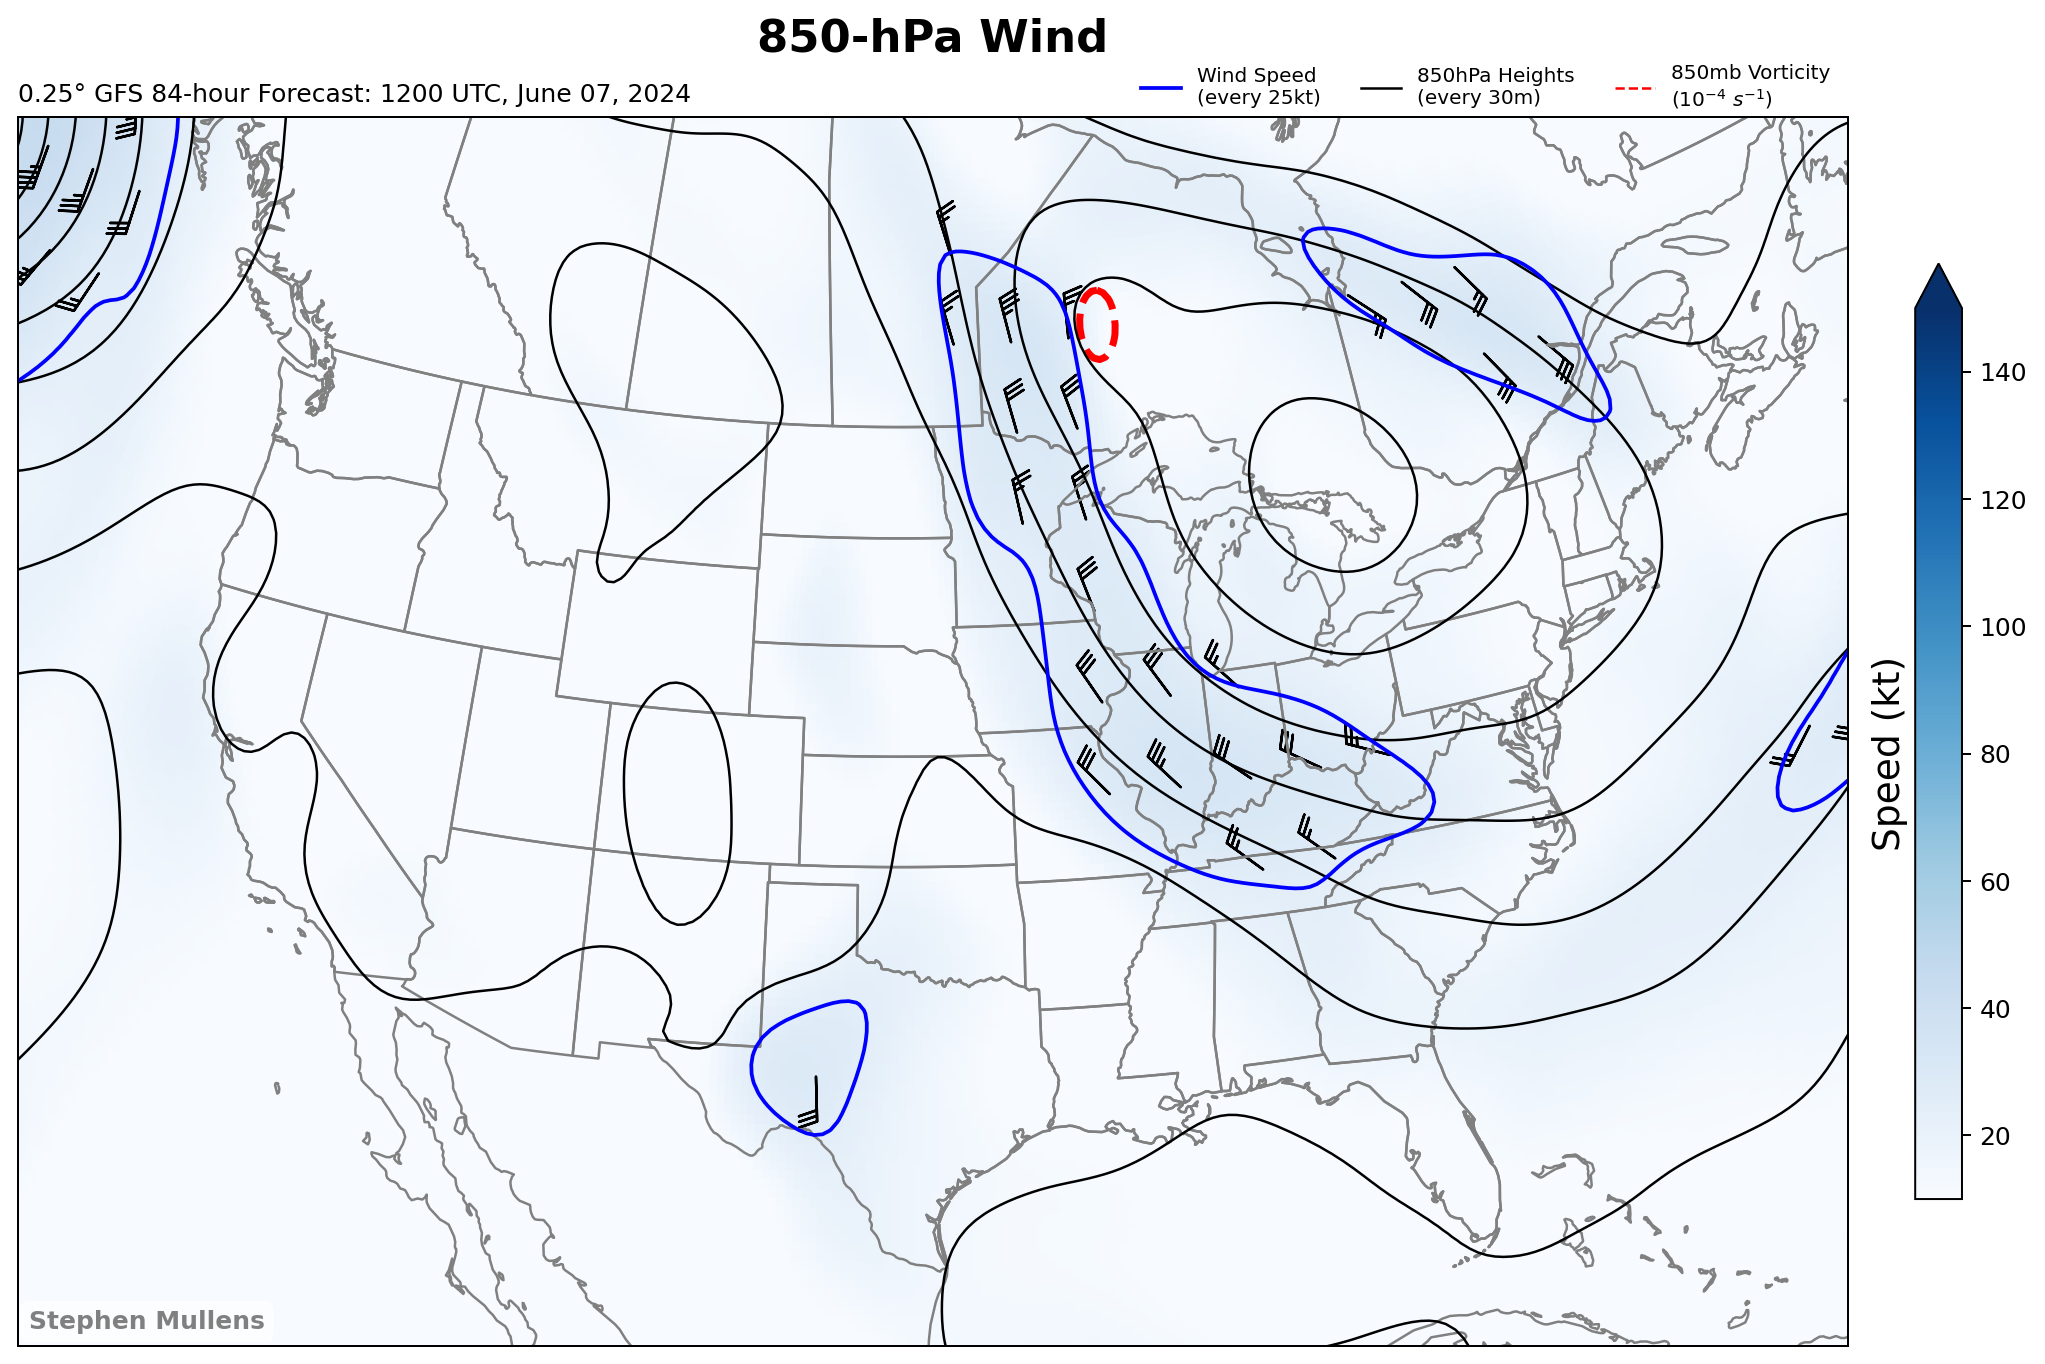 850-hPa Wind
0.25° GFS 84-hour Forecast: 1200 UTC, June 07, 2024
Wind Speed
(every 25kt)
850hPa Heights
(every 30m)
850mb Vorticity
(10⁻⁴ s⁻¹)
140
120
100
80
60
40
20
Speed (kt)
Stephen Mullens